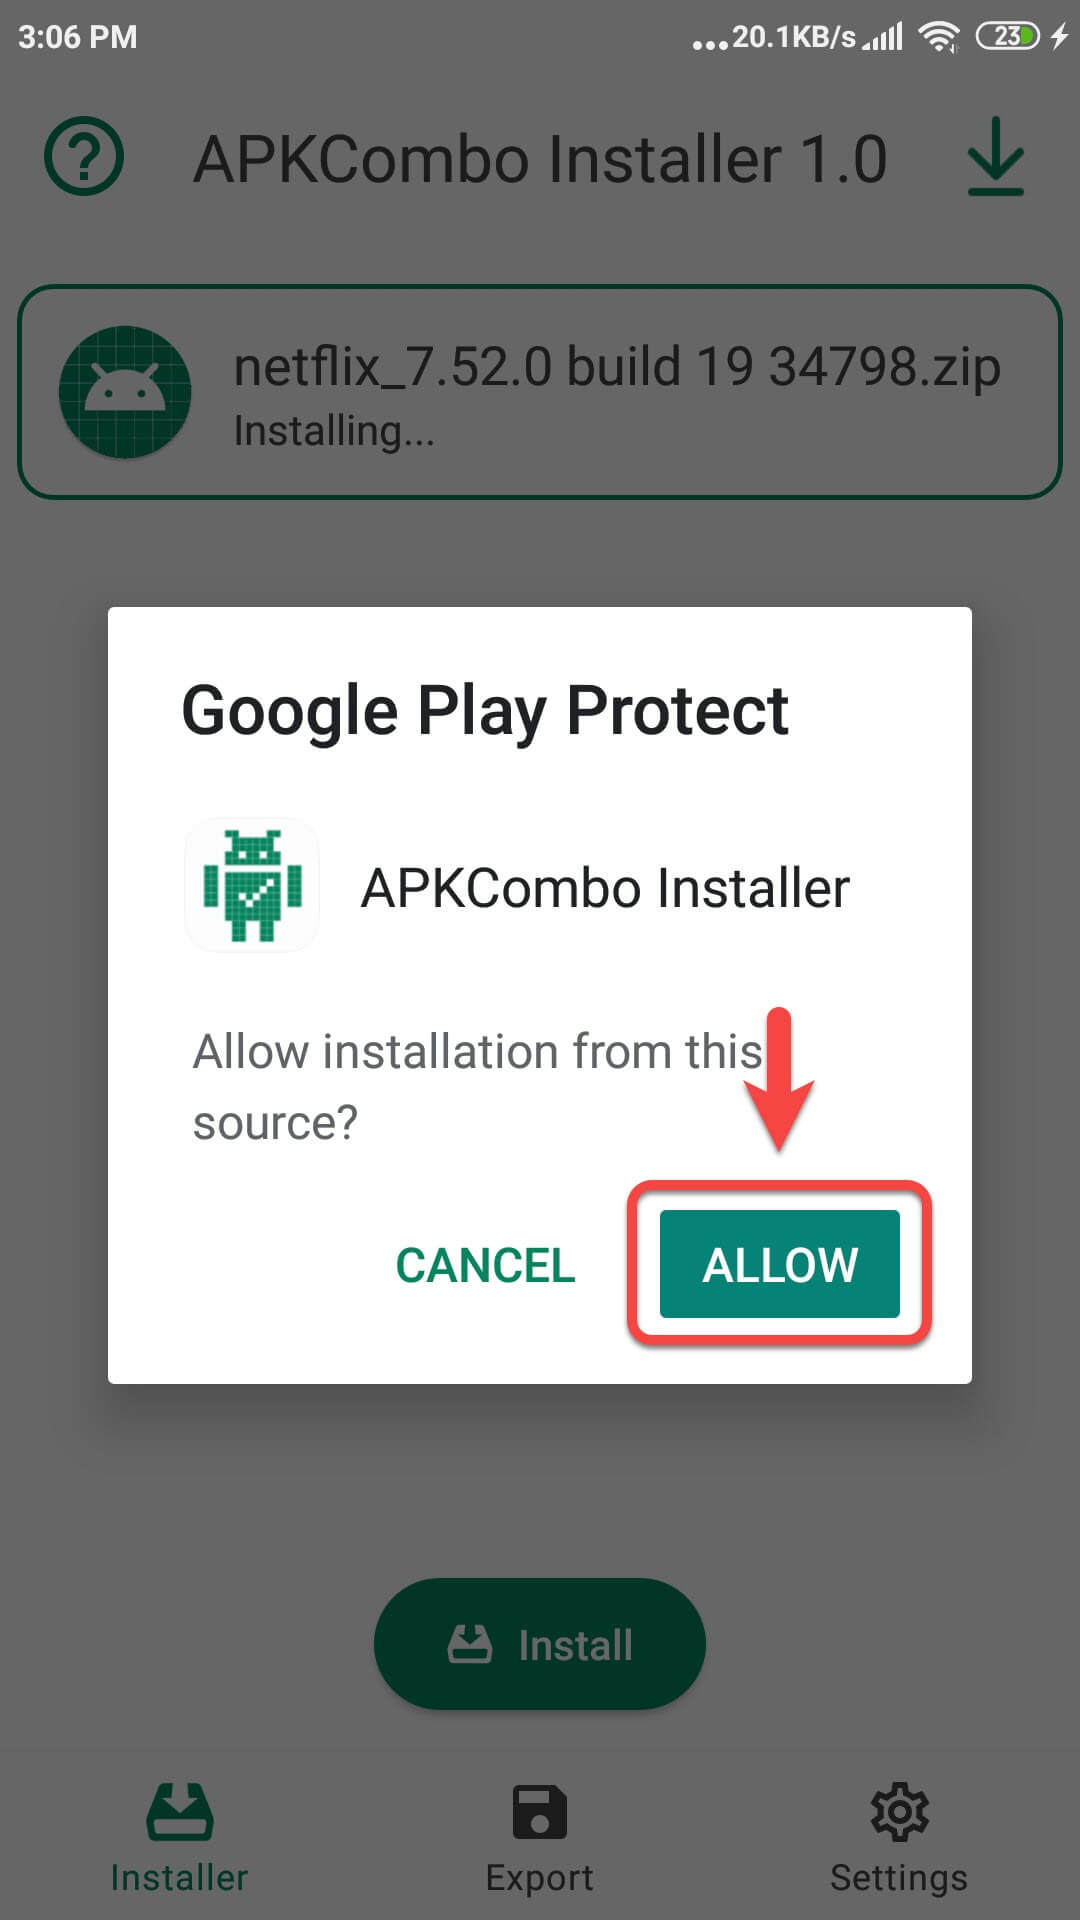 3:06 PM
...20.1KB/s
23
APKCombo Installer 1.0
netflix_7.52.0 build 19 34798.zip
Installing...
Google Play Protect
APKCombo Installer
Allow installation from this
source?
CANCEL
ALLOW
Install
Installer
Export
Settings